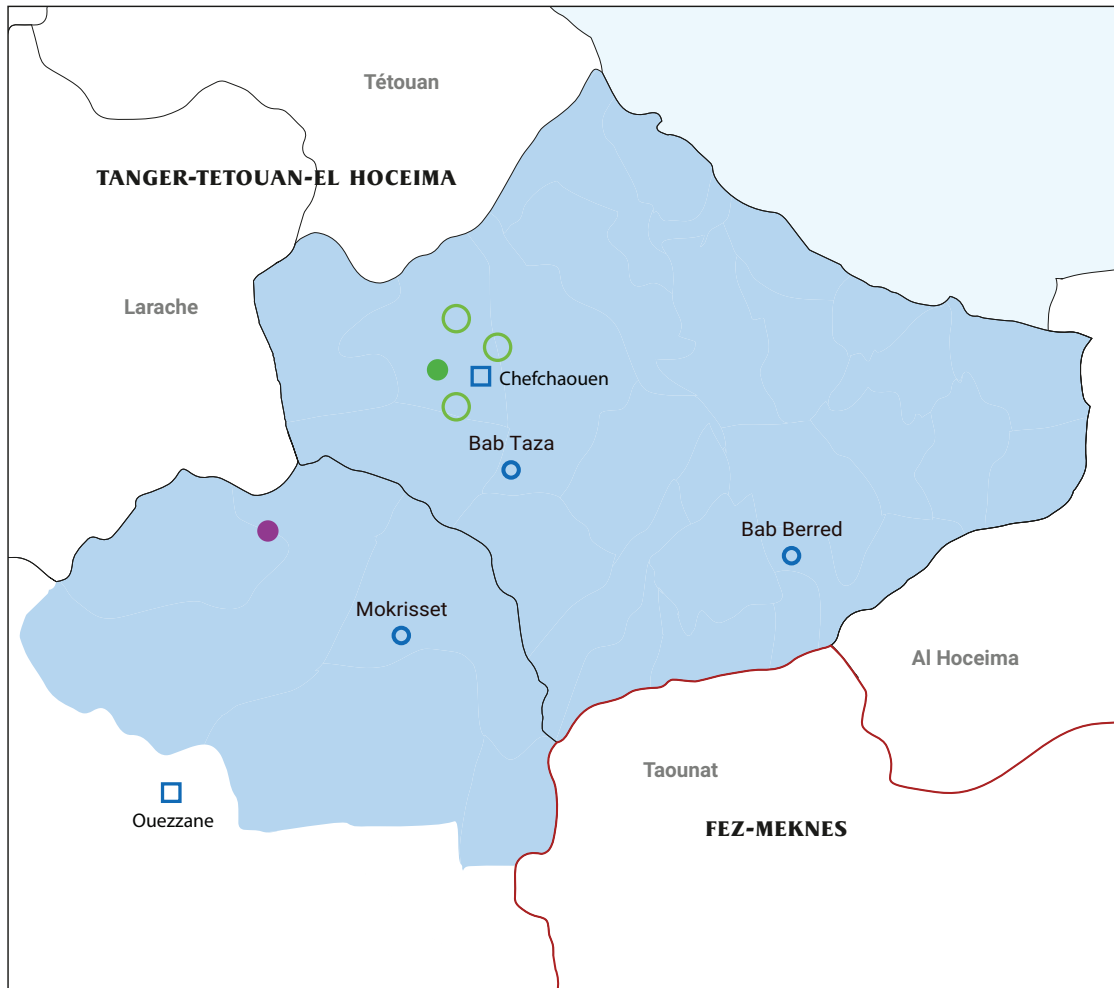 Tétouan
TANGER-TETOUAN-EL HOCEIMA
Larache
Chefchaouen
Bab Taza
Bab Berred
Mokrisset
Al Hoceima
Taounat
Ouezzane
FEZ-MEKNES